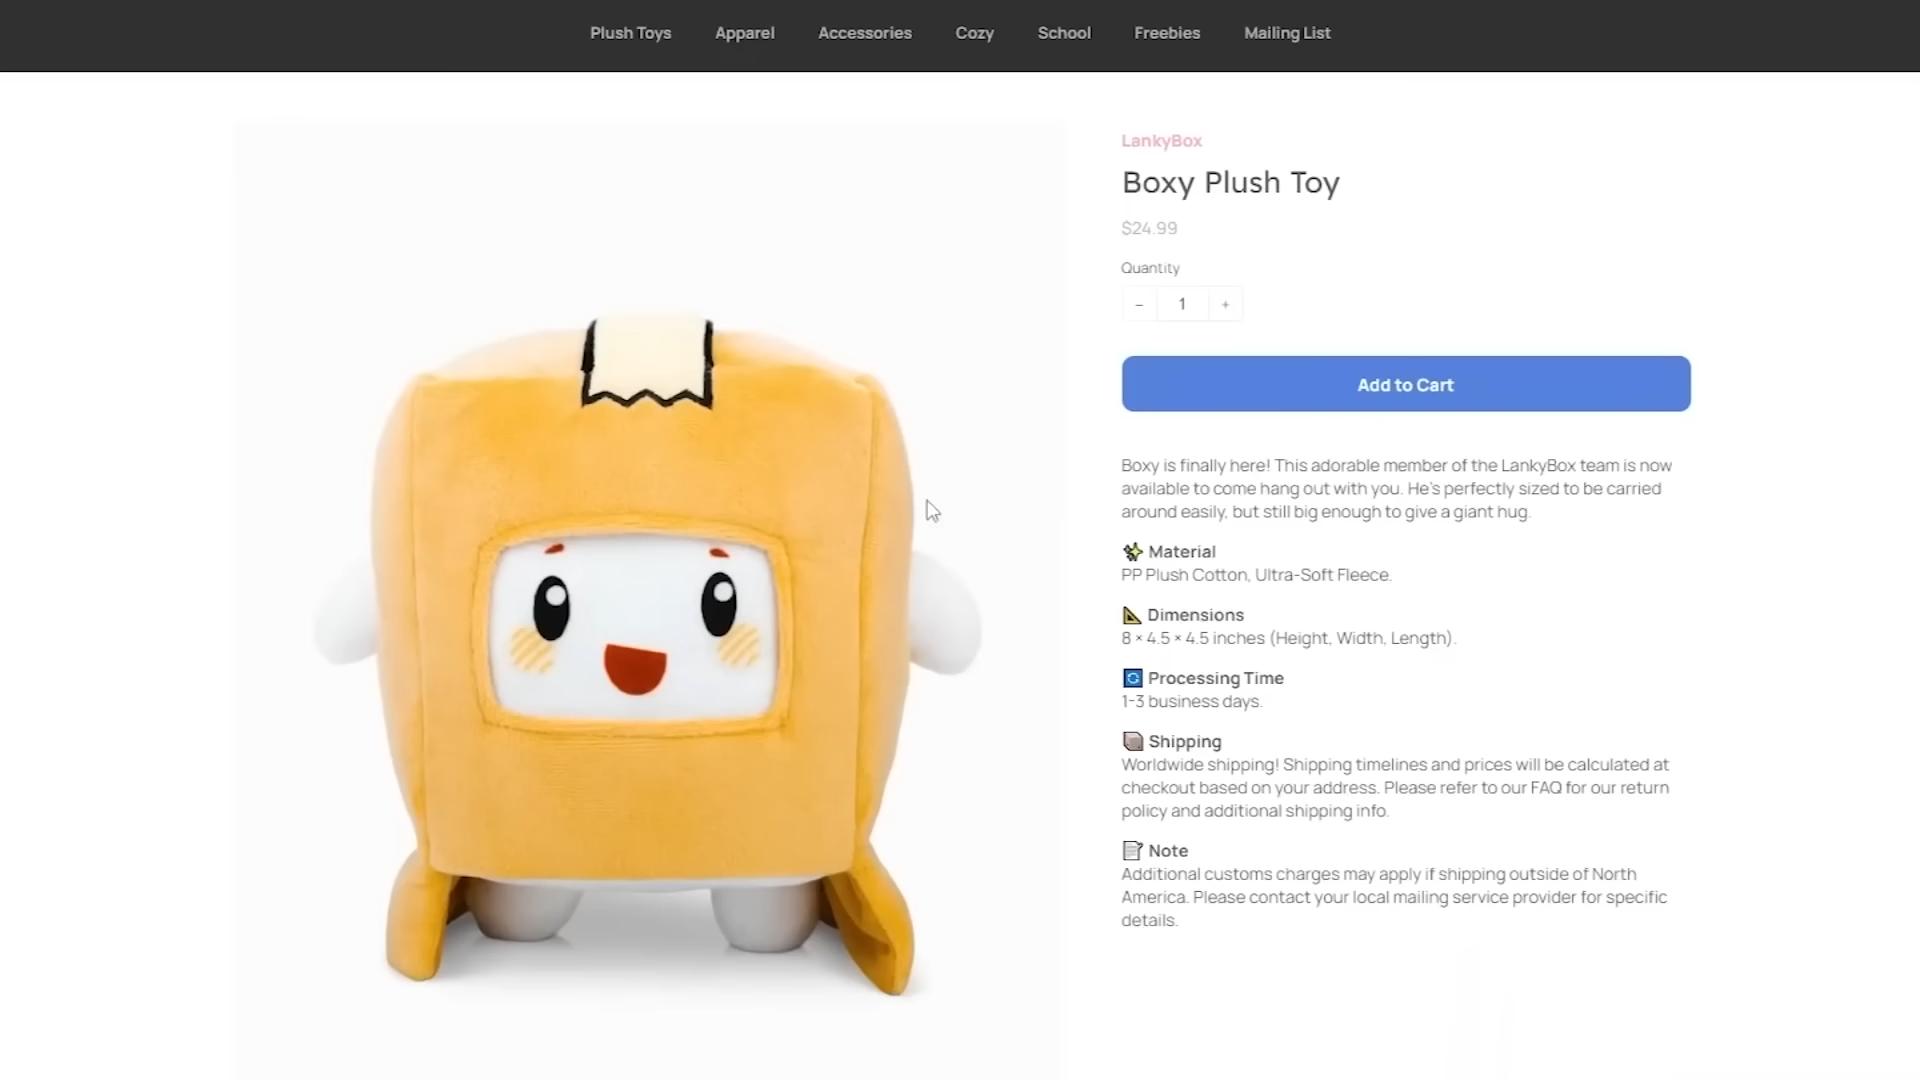 Plush Toys Apparel Accessories Cozy School Freebies Mailing List
LankyBox
Boxy Plush Toy
$24.99
Quantity
− 1 +
Add to Cart
Boxy is finally here! This adorable member of the LankyBox team is now
available to come hang out with you. He's perfectly sized to be carried
around easily, but still big enough to give a giant hug.
✨ Material
PP Plush Cotton, Ultra-Soft Fleece.
📐 Dimensions
8 × 4.5 × 4.5 inches (Height, Width, Length).
🔄 Processing Time
1-3 business days.
📦 Shipping
Worldwide shipping! Shipping timelines and prices will be calculated at
checkout based on your address. Please refer to our FAQ for our return
policy and additional shipping info.
📝 Note
Additional customs charges may apply if shipping outside of North
America. Please contact your local mailing service provider for specific
details.